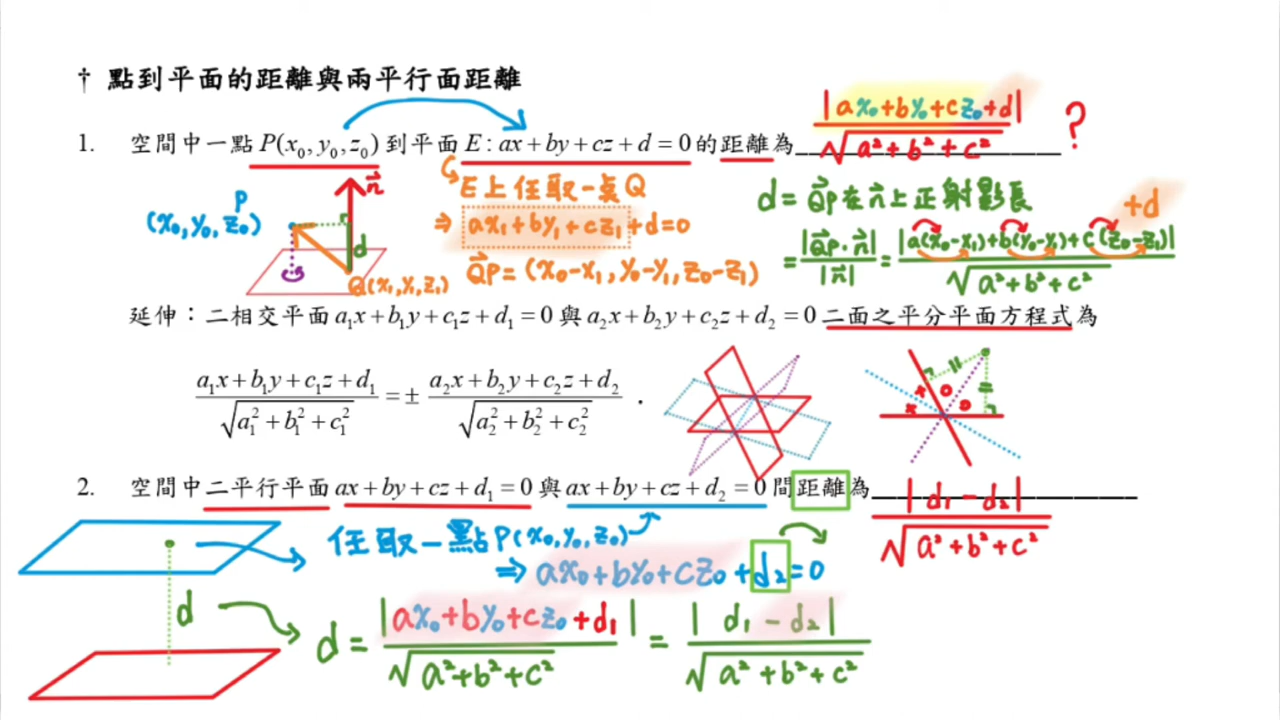 † 點到平面的距離與兩平行面距離
1. 空間中一點 P(x₀, y₀, z₀) 到平面 E : ax + by + cz + d = 0 的距離為 |ax₀+by₀+cz₀+d| / √(a²+b²+c²) ?
P (x₀, y₀, z₀)
n⃗
d
Q(x₁, y₁, z₁)
E上任取一点Q
⇒ ax₁+by₁+cz₁+d=0
Q⃗P = (x₀−x₁, y₀−y₁, z₀−z₁)
d = Q⃗P在n⃗上正射影長
+d
= |Q⃗P·n⃗| / |n⃗| = |a(x₀−x₁)+b(y₀−y₁)+c(z₀−z₁)| / √(a²+b²+c²)
延伸：二相交平面 a₁x + b₁y + c₁z + d₁ = 0 與 a₂x + b₂y + c₂z + d₂ = 0 二面之平分平面方程式為
(a₁x + b₁y + c₁z + d₁) / √(a₁² + b₁² + c₁²) = ± (a₂x + b₂y + c₂z + d₂) / √(a₂² + b₂² + c₂²) .
2. 空間中二平行平面 ax + by + cz + d₁ = 0 與 ax + by + cz + d₂ = 0 間距離為 |d₁ − d₂| / √(a²+b²+c²)
任取一點P(x₀, y₀, z₀)
⇒ ax₀+by₀+cz₀+d₂=0
d
d = |ax₀+by₀+cz₀+d₁| / √(a²+b²+c²) = |d₁ − d₂| / √(a²+b²+c²)